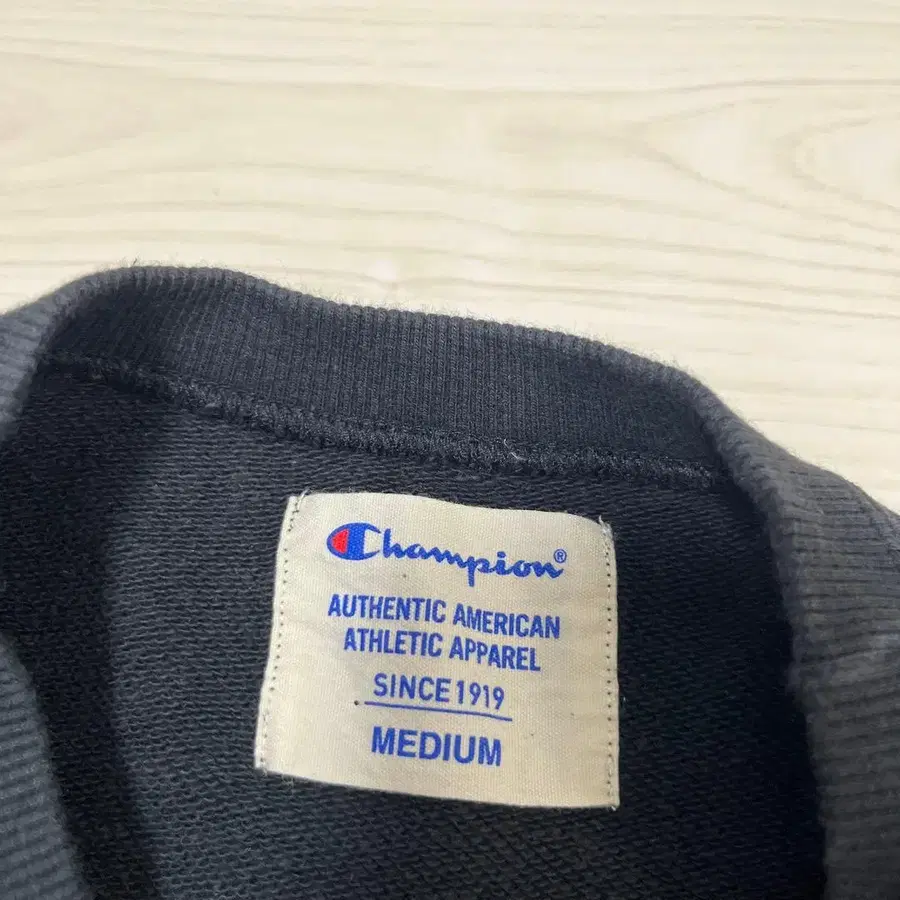 Champion®
AUTHENTIC AMERICAN
ATHLETIC APPAREL
SINCE 1919
MEDIUM